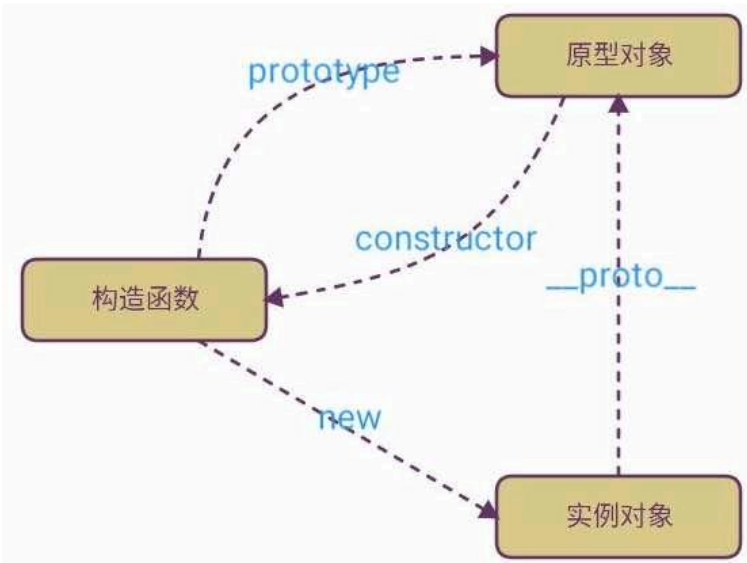 原型对象
prototype
constructor
__proto__
构造函数
new
实例对象